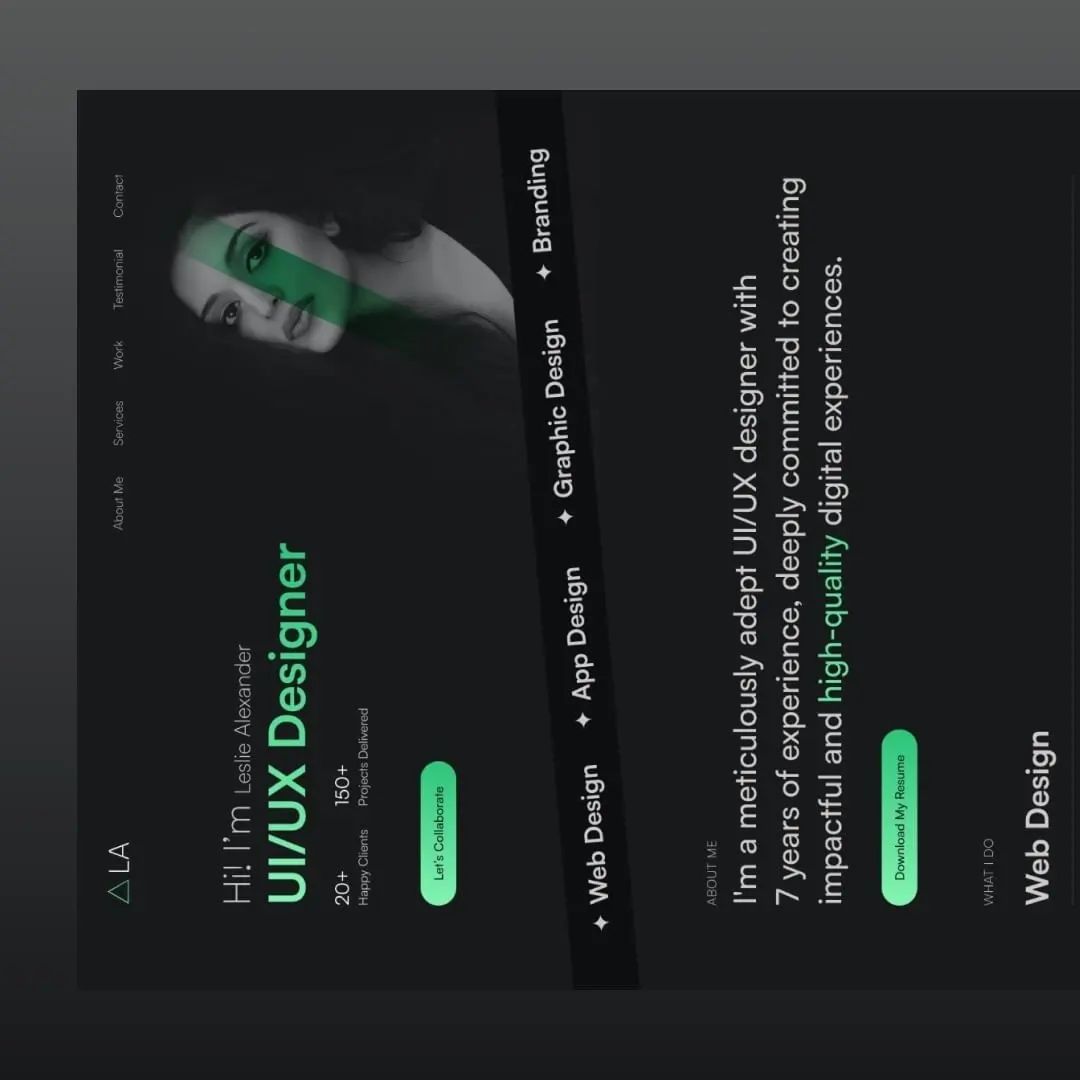 LA
About Me Services Work Testimonial Contact
Hi! I’m Leslie Alexander
UI/UX Designer
20+ 150+
Happy Clients Projects Delivered
Let’s Collaborate
✦ Web Design ✦ App Design ✦ Graphic Design ✦ Branding
ABOUT ME
I'm a meticulously adept UI/UX designer with
7 years of experience, deeply committed to creating
impactful and high-quality digital experiences.
Download My Resume
WHAT I DO
Web Design